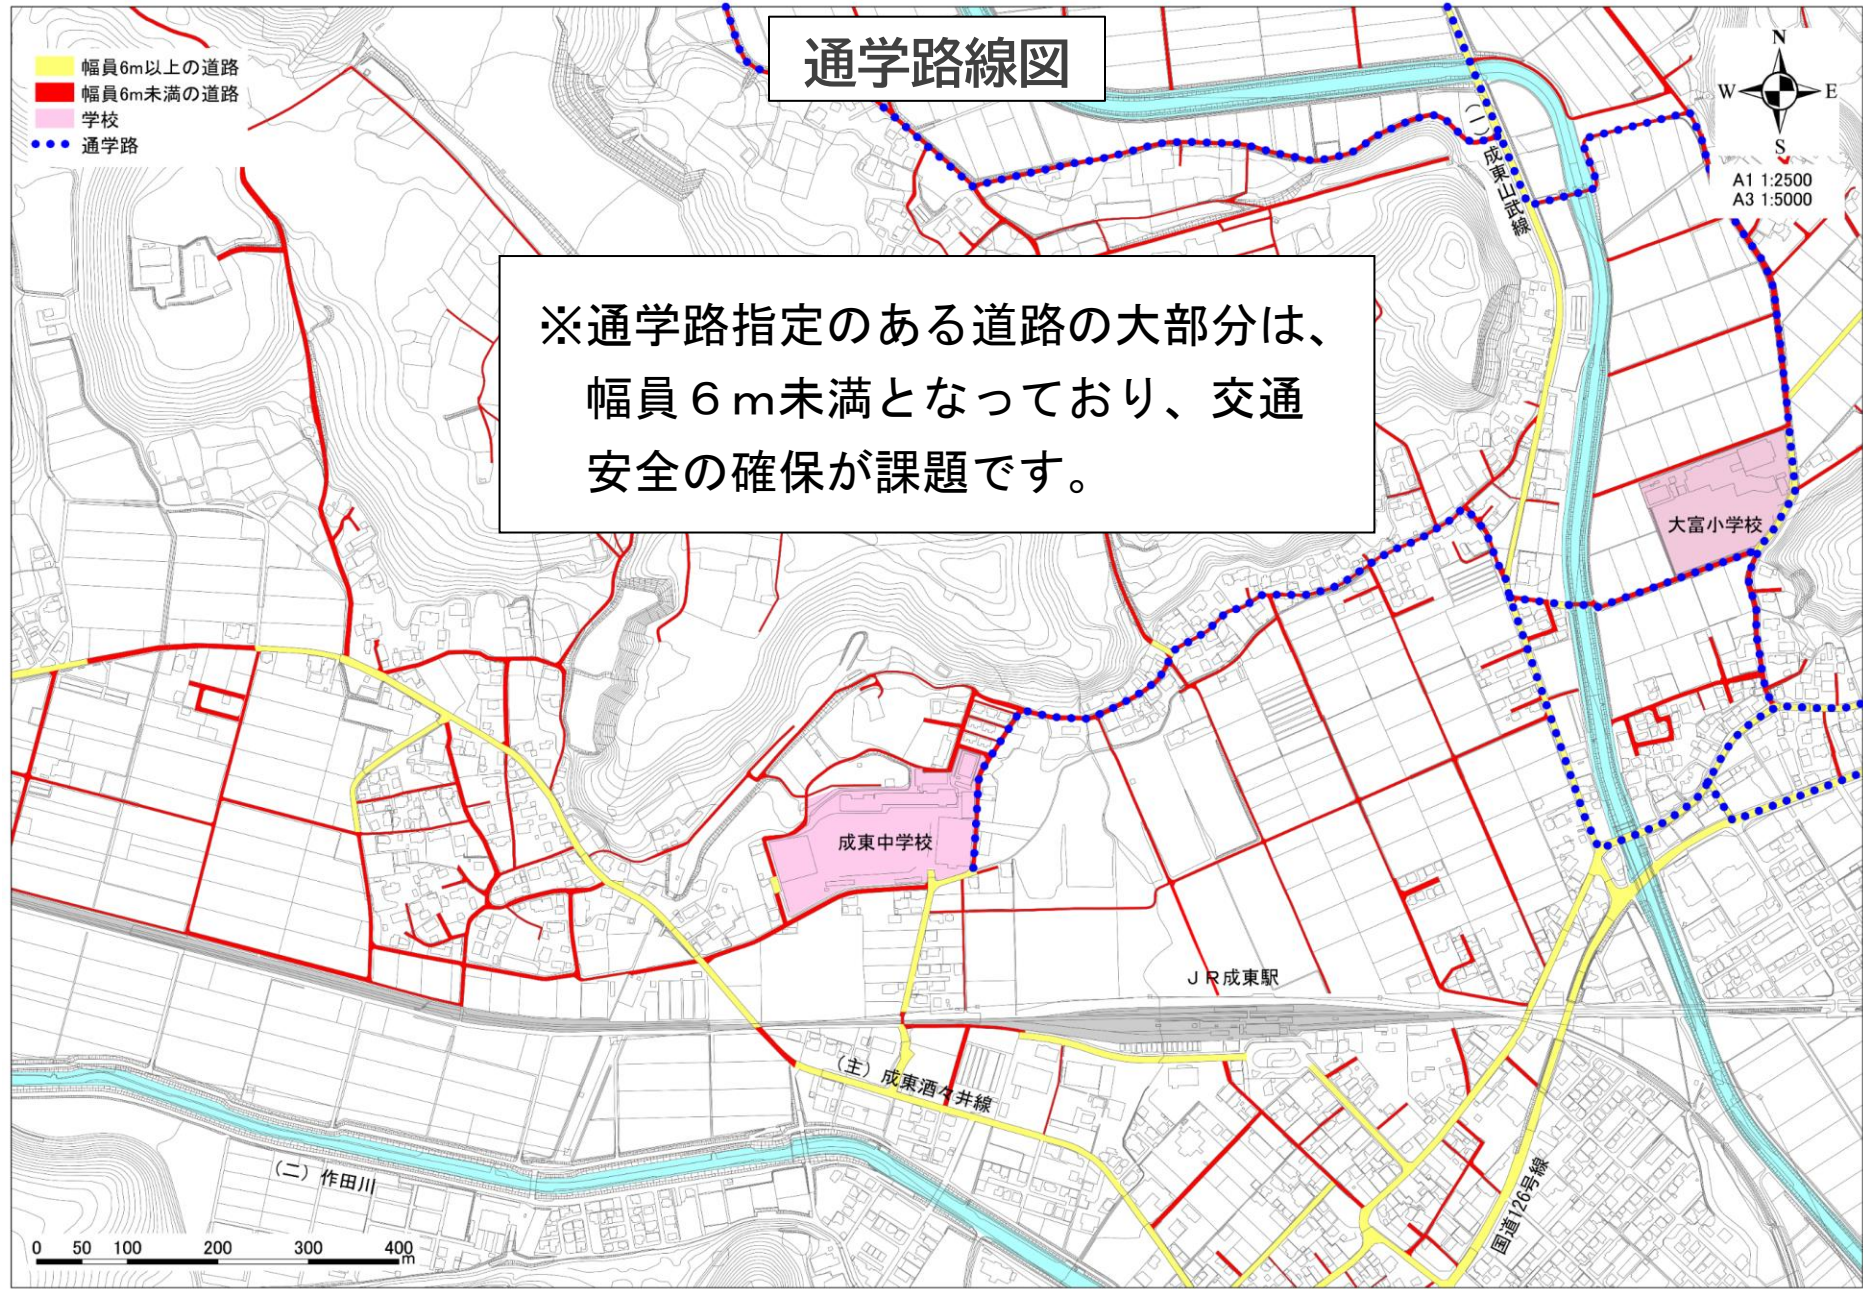 通学路線図
幅員6m以上の道路
幅員6m未満の道路
学校
通学路
N
W E
S
A1 1:2500
A3 1:5000
(一)成東山武線
※通学路指定のある道路の大部分は、
幅員6m未満となっており、交通
安全の確保が課題です。
大富小学校
成東中学校
JR成東駅
(主)成東酒々井線
(二)作田川
国道126号線
0 50 100 200 300 400
m